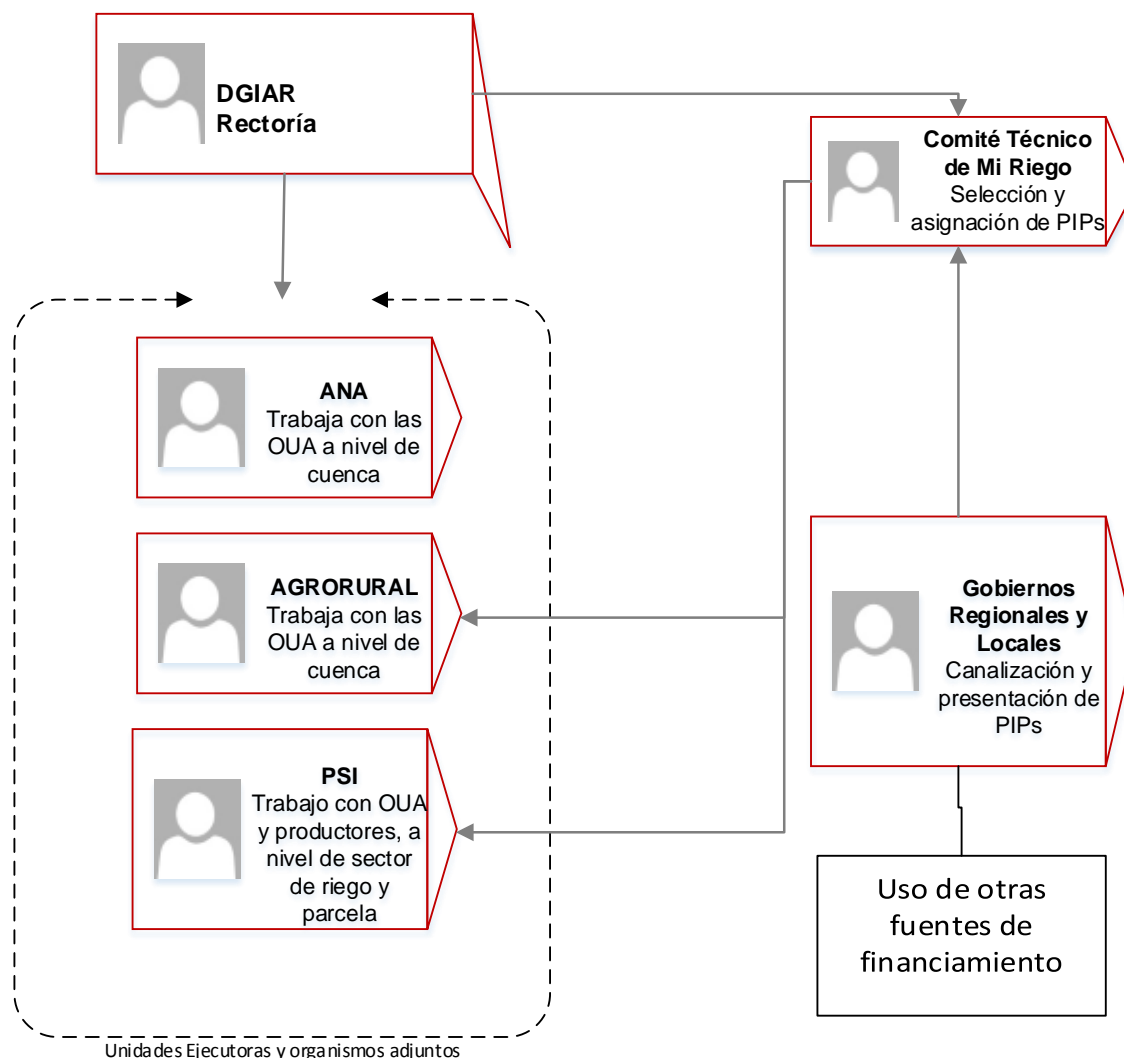 DGIAR
Rectoría
Comité Técnico
de Mi Riego
Selección y
asignación de PIPs
ANA
Trabaja con las
OUA a nivel de
cuenca
AGRORURAL
Trabaja con las
OUA a nivel de
cuenca
PSI
Trabajo con OUA
y productores, a
nivel de sector
de riego y
parcela
Gobiernos
Regionales y
Locales
Canalización y
presentación de
PIPs
Uso de otras
fuentes de
financiamiento
Unidades Ejecutoras y organismos adjuntos